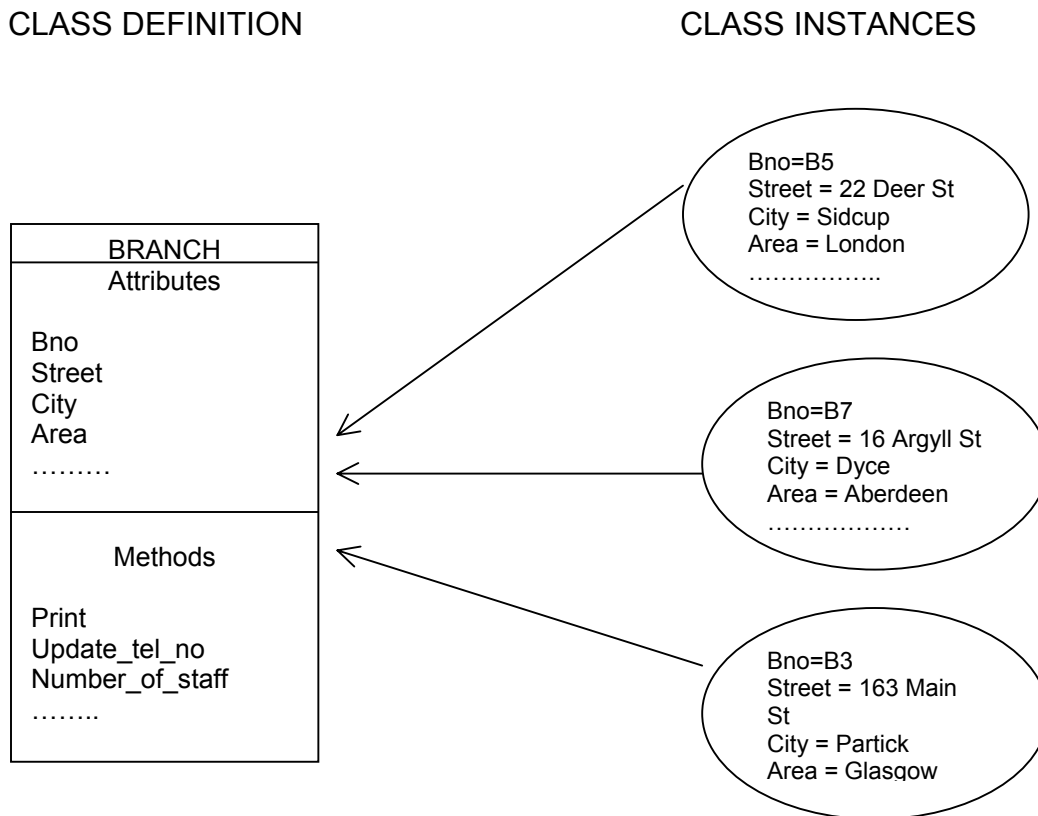 CLASS DEFINITION
CLASS INSTANCES
BRANCH
Attributes
Bno
Street
City
Area
………
Methods
Print
Update_tel_no
Number_of_staff
……..
Bno=B5
Street = 22 Deer St
City = Sidcup
Area = London
……………..
Bno=B7
Street = 16 Argyll St
City = Dyce
Area = Aberdeen
………………
Bno=B3
Street = 163 Main
St
City = Partick
Area = Glasgow